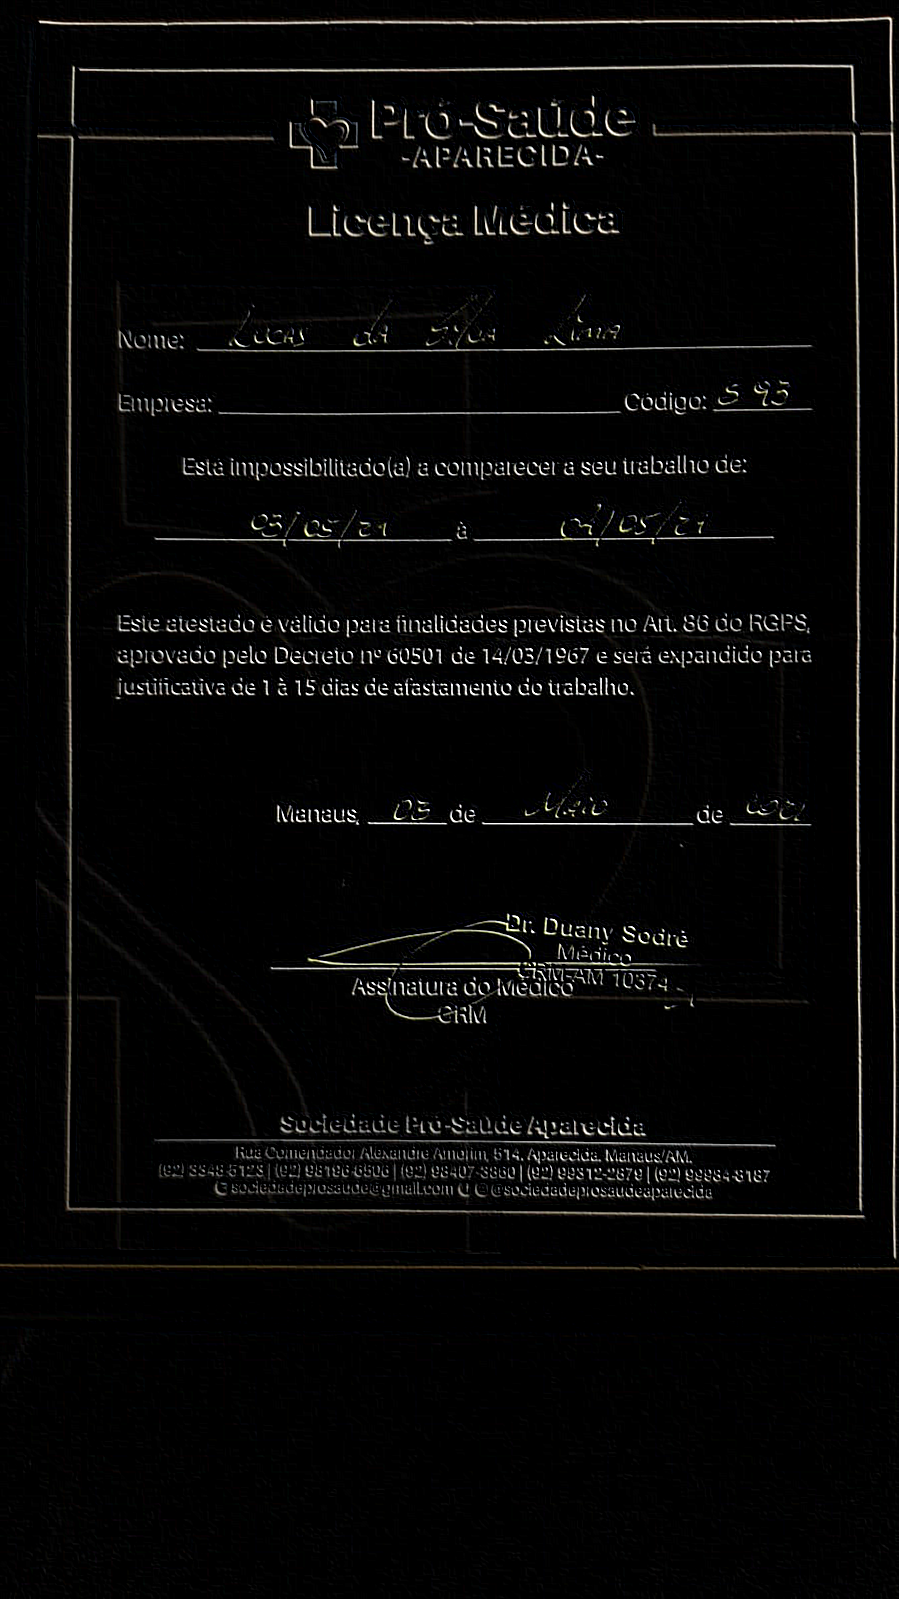 Pró-Saúde
-APARECIDA-
Licença Médica
Nome: Lucas da Silva Lima
Empresa: Código: S 93
Está impossibilitado(a) a comparecer a seu trabalho de:
03/05/21 à 04/05/21
Este atestado é válido para finalidades previstas no Art. 86 do RGPS,
aprovado pelo Decreto nº 60501 de 14/03/1967 e será expandido para
justificativa de 1 à 15 dias de afastamento do trabalho.
Manaus, 03 de Maio de 2021
Dr. Duany Sodré
Médico
CRM-AM 10374
Assinatura do Médico
CRM
Sociedade Pró-Saúde Aparecida
Rua Comendador Alexandre Amorim, 514. Aparecida. Manaus/AM.
(92) 3348-5123 | (92) 98196-6506 | (92) 98407-3860 | (92) 99312-2879 | (92) 99984-8187
sociedadeprosaude@gmail.com @sociedadeprosaudeaparecida